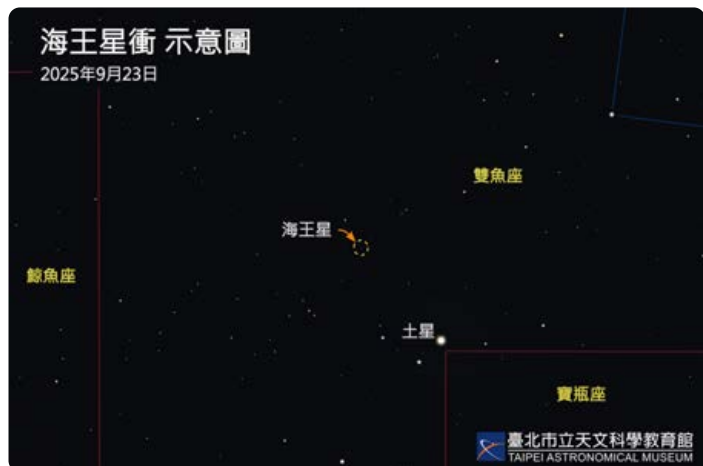 海王星衝 示意圖
2025年9月23日
雙魚座
海王星
鯨魚座
土星
寶瓶座
臺北市立天文科學教育館
TAIPEI ASTRONOMICAL MUSEUM